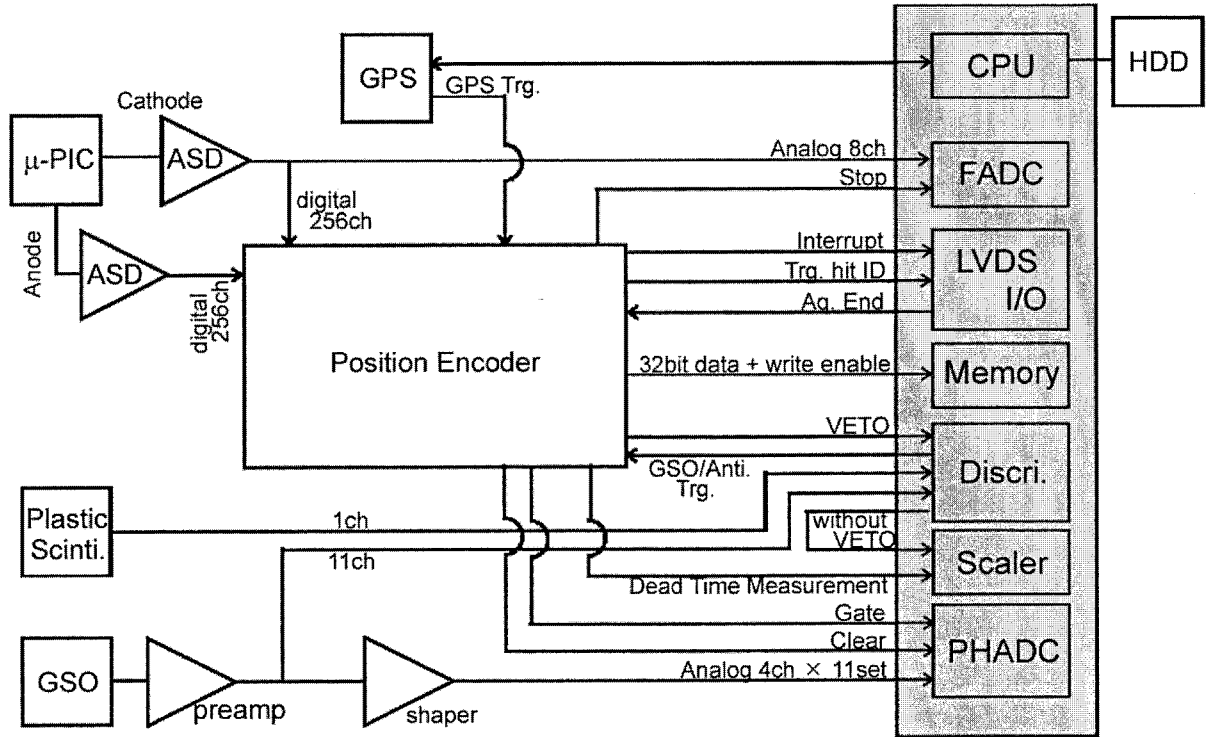 GPS
CPU
HDD
GPS Trg.
Cathode
μ-PIC
ASD
Analog 8ch
FADC
Stop
digital
256ch
Anode
ASD
digital
256ch
Interrupt
LVDS
I/O
Trg. hit ID
Aq. End
Position Encoder
32bit data + write enable
Memory
VETO
GSO/Anti.
Trg.
Discri.
Plastic
Scinti.
1ch
11ch
without
VETO
Scaler
Dead Time Measurement
Gate
Clear
PHADC
Analog 4ch × 11set
GSO
preamp
shaper